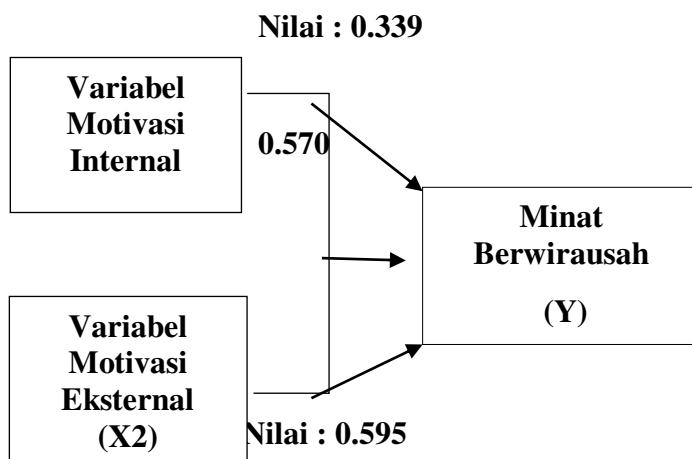 Nilai : 0.339
Variabel
Motivasi
Internal
0.570
Minat
Berwirausah
(Y)
Variabel
Motivasi
Eksternal
(X2)
Nilai : 0.595